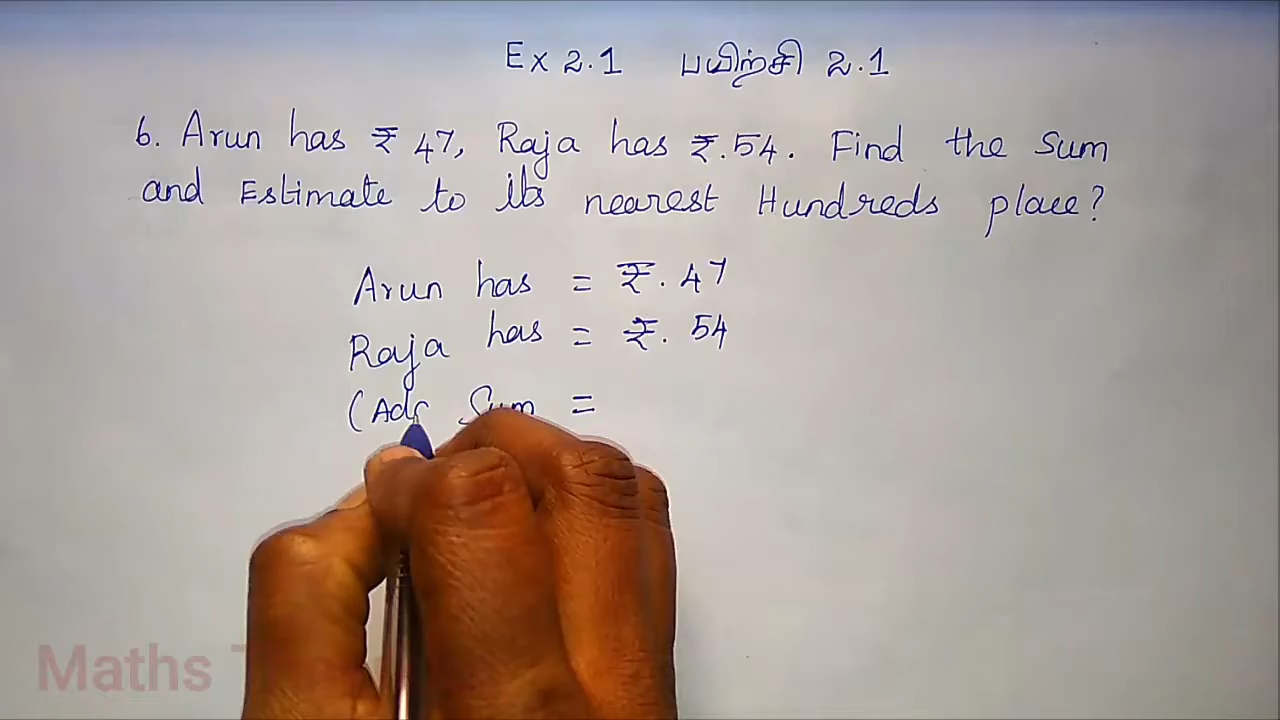 Ex 2.1 பயிற்சி 2.1
6. Arun has ₹ 47, Raja has ₹.54. Find the Sum
and Estimate to its nearest Hundreds place?
Arun has = ₹.47
Raja has = ₹. 54
(Add Sum =
Maths